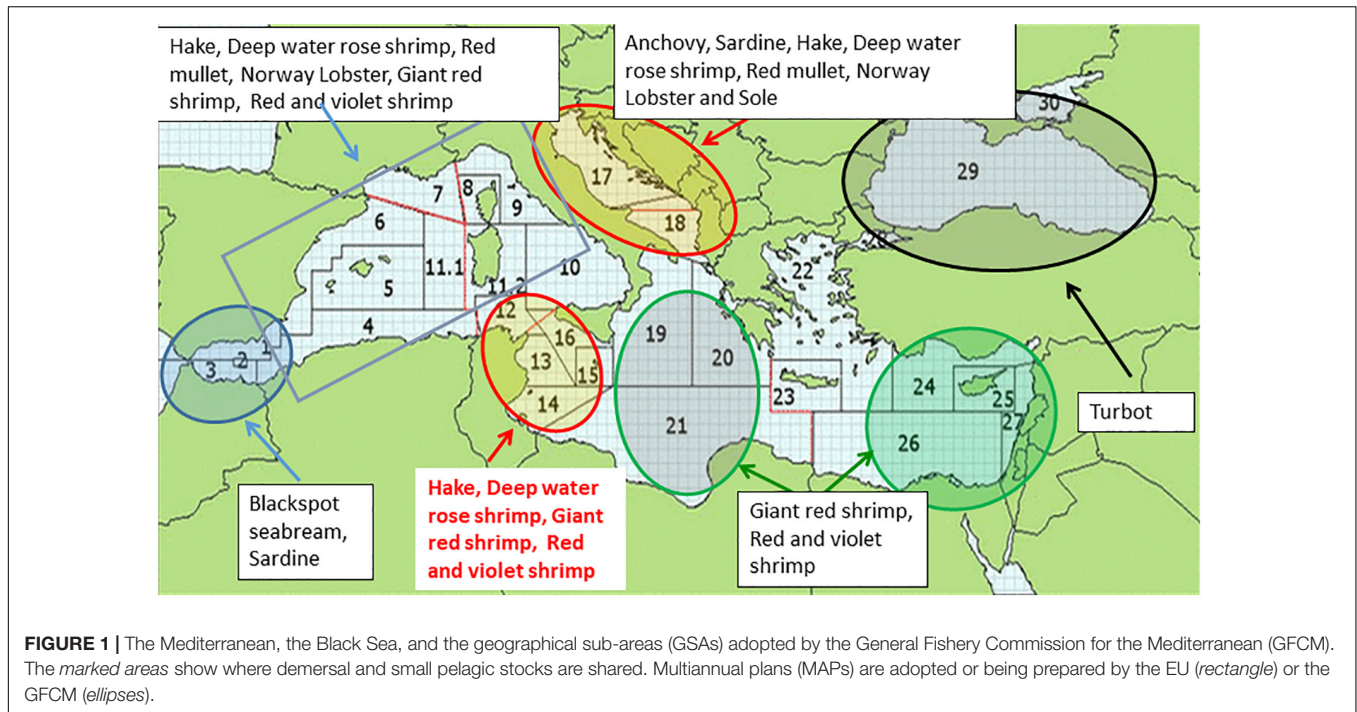 Hake, Deep water rose shrimp, Red
mullet, Norway Lobster, Giant red
shrimp, Red and violet shrimp
Anchovy, Sardine, Hake, Deep water
rose shrimp, Red mullet, Norway
Lobster and Sole
30
29
17
18
7
8
9
6
11.1
5
11.2
10
4
22
12
16
13
15
14
19
20
21
1
2
3
23
24
25
27
26
Turbot
Blackspot
seabream,
Sardine
Hake, Deep water
rose shrimp, Giant
red shrimp, Red
and violet shrimp
Giant red shrimp,
Red and violet
shrimp
FIGURE 1 | The Mediterranean, the Black Sea, and the geographical sub-areas (GSAs) adopted by the General Fishery Commission for the Mediterranean (GFCM).
The marked areas show where demersal and small pelagic stocks are shared. Multiannual plans (MAPs) are adopted or being prepared by the EU (rectangle) or the
GFCM (ellipses).